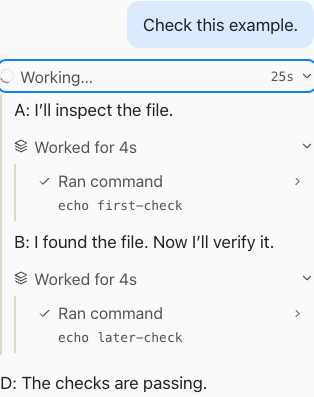 Check this example.
Working... 25s
A: I’ll inspect the file.
Worked for 4s
Ran command
echo first-check
B: I found the file. Now I’ll verify it.
Worked for 4s
Ran command
echo later-check
D: The checks are passing.